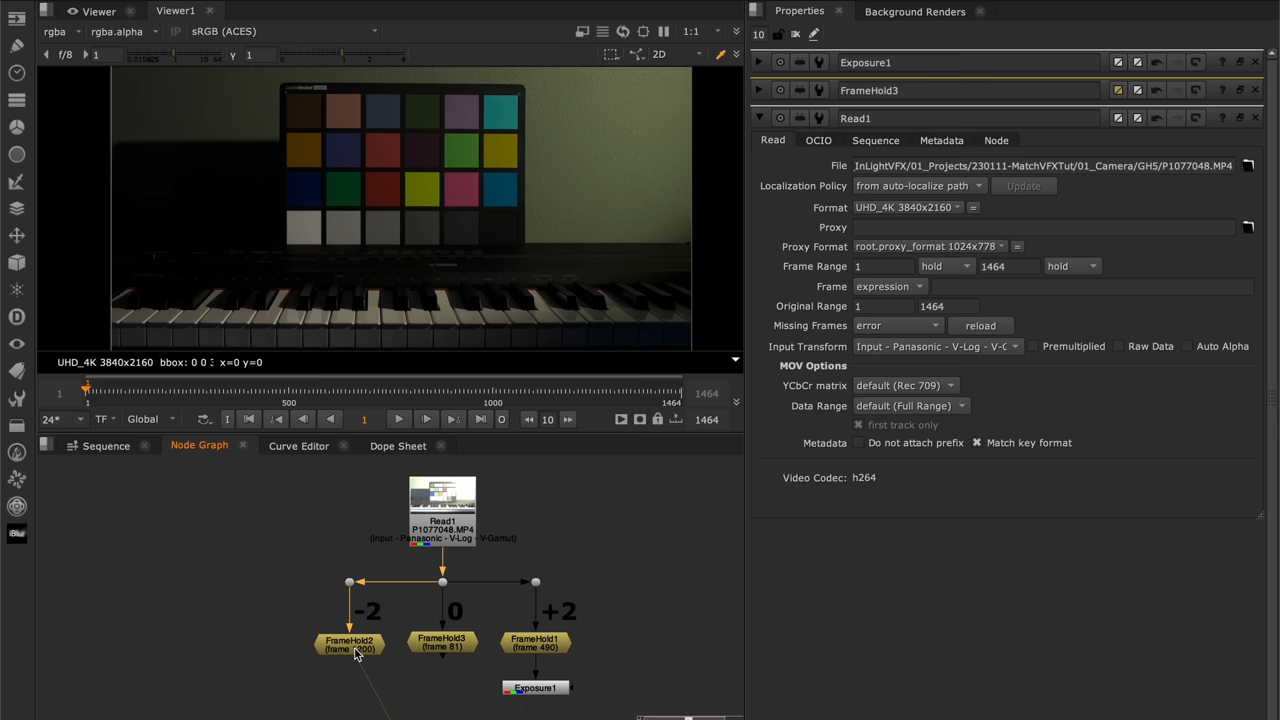 Viewer
Viewer1
Properties
Background Renders
rgba
rgba.alpha
sRGB (ACES)
1:1
10
f/8
1
γ
1
2D
Exposure1
FrameHold3
Read1
Read
OCIO
Sequence
Metadata
Node
File
InLightVFX/01_Projects/230111-MatchVFXTut/01_Camera/GH5/P1077048.MP4
Localization Policy
from auto-localize path
Update
Format
UHD_4K 3840x2160
=
Proxy
Proxy Format
root.proxy_format 1024x778
=
Frame Range
1
hold
1464
hold
Frame
expression
Original Range
1
1464
Missing Frames
error
reload
Input Transform
Input - Panasonic - V-Log - V-G
Premultiplied
Raw Data
Auto Alpha
MOV Options
YCbCr matrix
default (Rec 709)
Data Range
default (Full Range)
first track only
Metadata
Do not attach prefix
Match key format
Video Codec: h264
UHD_4K 3840x2160 bbox: 0 0 x=0 y=0
1
1
1
500
1000
1464
1464
24*
TF
Global
I
1
O
10
1464
Sequence
Node Graph
Curve Editor
Dope Sheet
Read1
P1077048.MP4
(Input - Panasonic - V-Log - V-Gamut)
-2
0
+2
FrameHold2
FrameHold3
(frame 81)
FrameHold1
(frame 490)
Exposure1